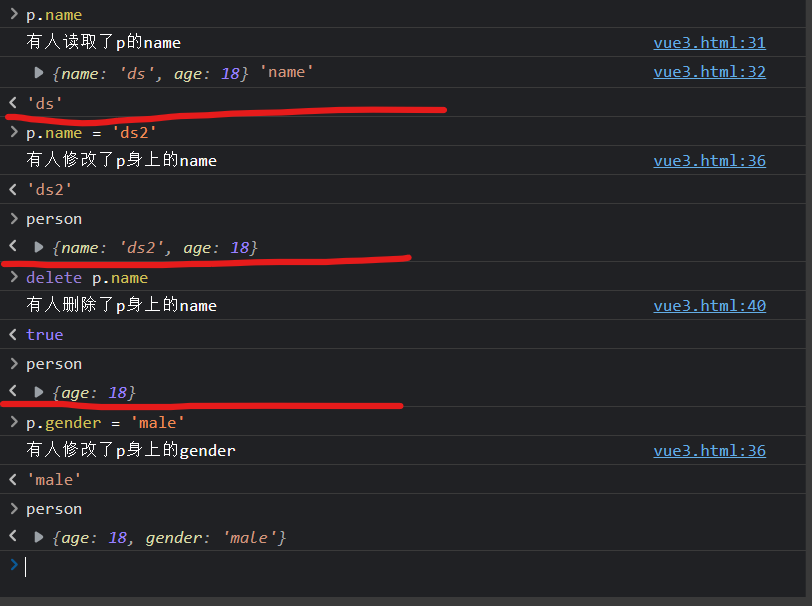 p.name
有人读取了p的name vue3.html:31
{name: 'ds', age: 18} 'name' vue3.html:32
'ds'
p.name = 'ds2'
有人修改了p身上的name vue3.html:36
'ds2'
person
{name: 'ds2', age: 18}
delete p.name
有人删除了p身上的name vue3.html:40
true
person
{age: 18}
p.gender = 'male'
有人修改了p身上的gender vue3.html:36
'male'
person
{age: 18, gender: 'male'}